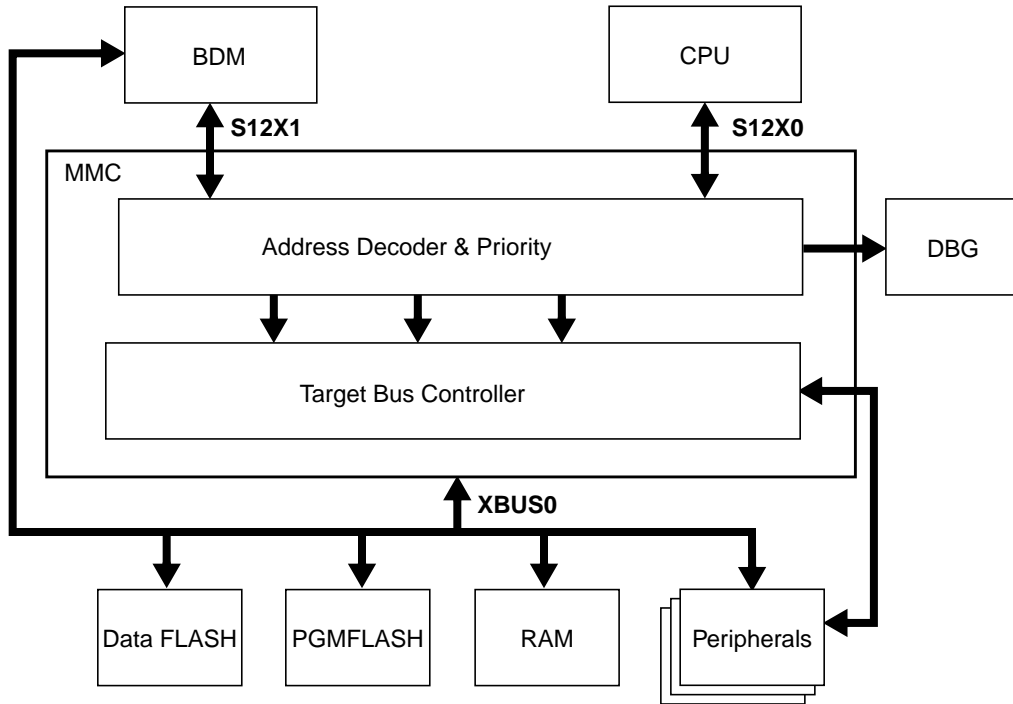 BDM
CPU
S12X1
S12X0
MMC
Address Decoder & Priority
DBG
Target Bus Controller
XBUS0
Data FLASH
PGMFLASH
RAM
Peripherals